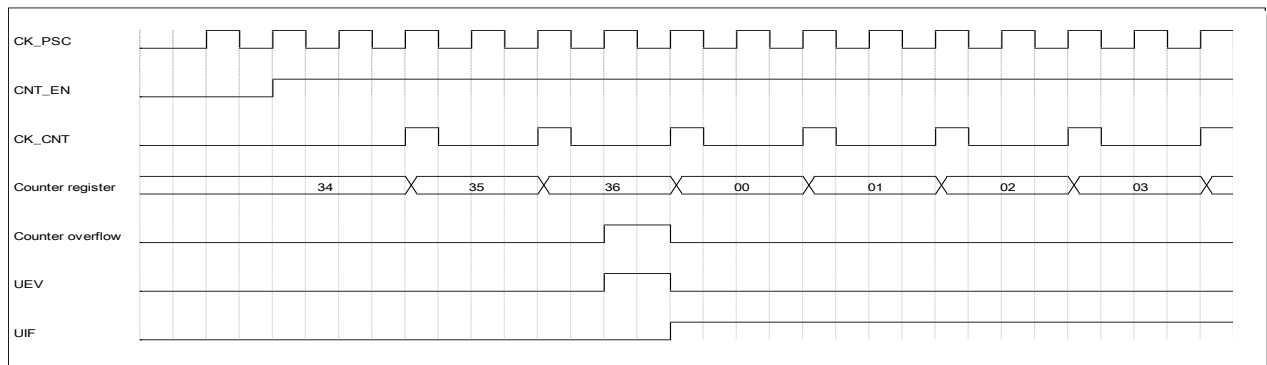 CK_PSC
CNT_EN
CK_CNT
Counter register 34 35 36 00 01 02 03
Counter overflow
UEV
UIF